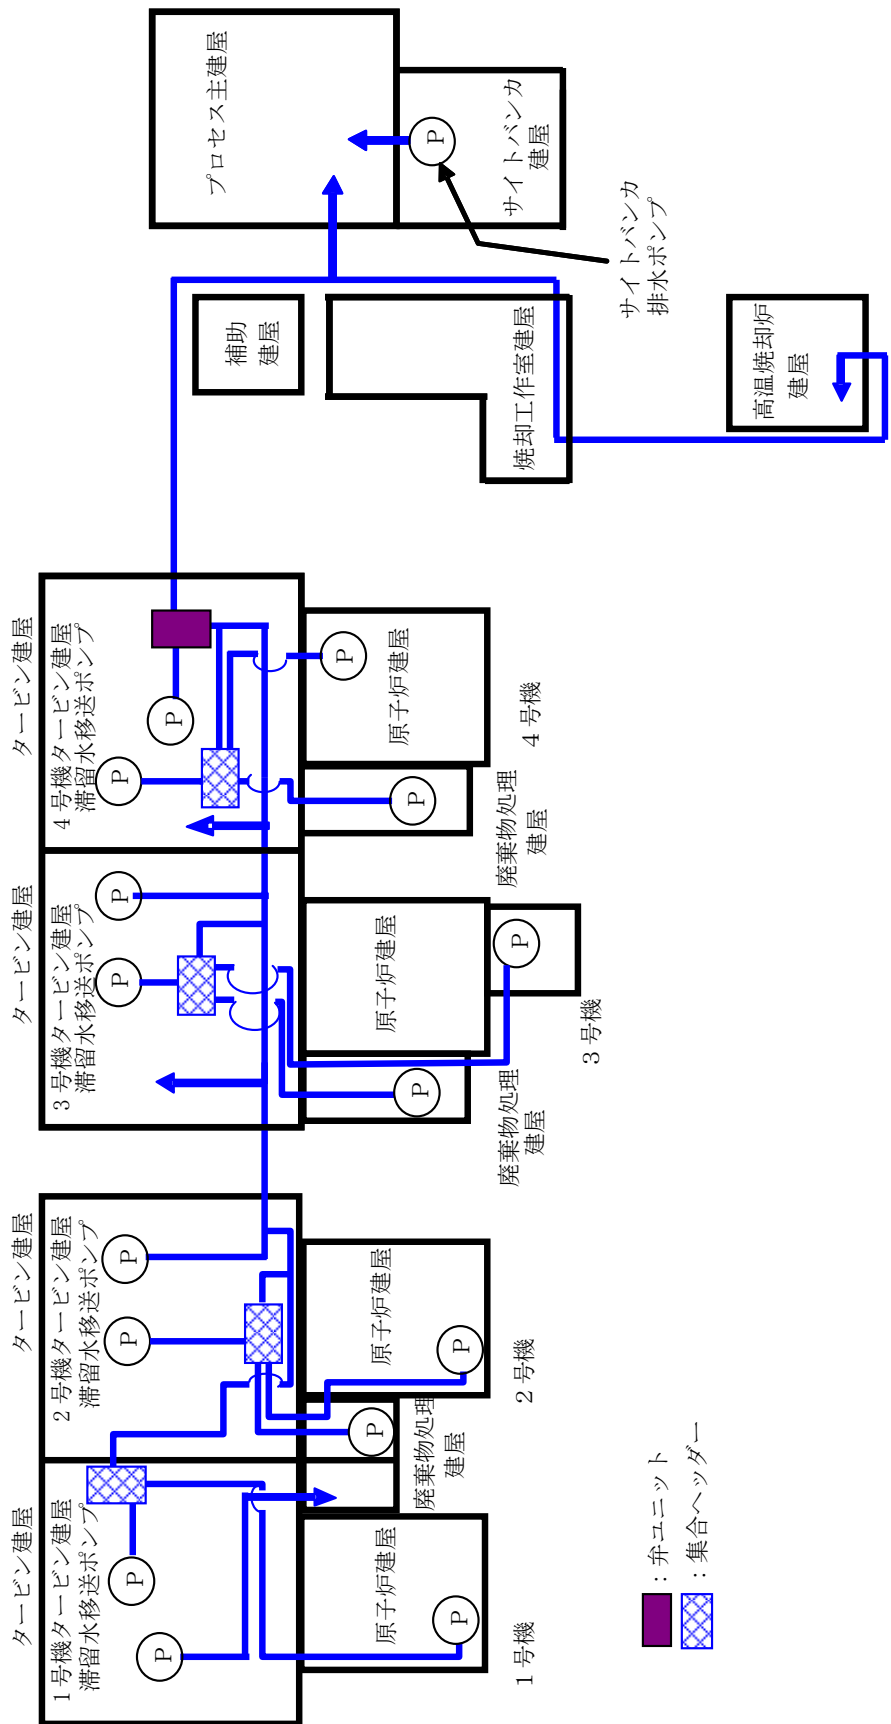 タービン建屋
1号機タービン建屋
滞留水移送ポンプ
P
P
原子炉建屋
P
1号機
タービン建屋
2号機タービン建屋
滞留水移送ポンプ
P
P
廃棄物処理
建屋
P
原子炉建屋
P
2号機
タービン建屋
3号機タービン建屋
滞留水移送ポンプ
P
P
廃棄物処理
建屋
P
原子炉建屋
P
3号機
タービン建屋
4号機タービン建屋
滞留水移送ポンプ
P
P
廃棄物処理
建屋
P
原子炉建屋
P
4号機
補助
建屋
焼却工作室建屋
高温焼却炉
建屋
プロセス主建屋
サイトバンカ
建屋
P
サイトバンカ
排水ポンプ
：弁ユニット
：集合ヘッダー